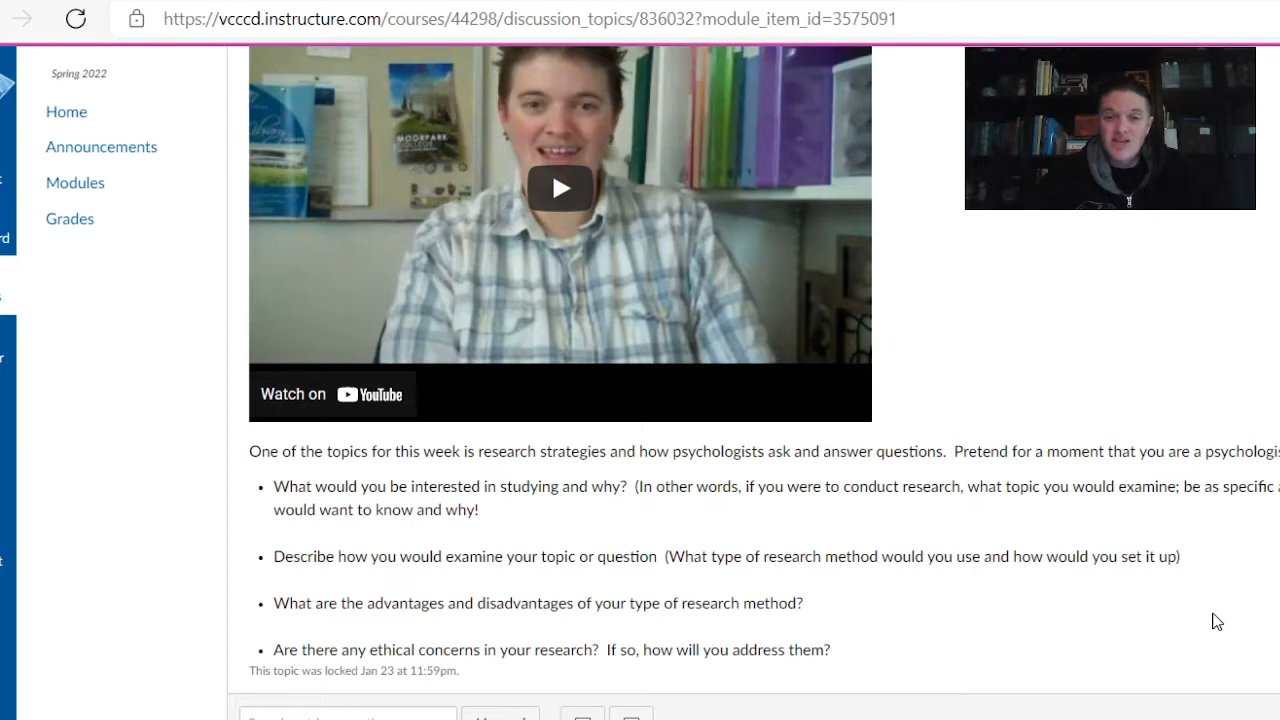 https://vcccd.instructure.com/courses/44298/discussion_topics/836032?module_item_id=3575091
Spring 2022
Home
Announcements
Modules
Grades
MOORPARK
COLLEGE
Watch on YouTube
One of the topics for this week is research strategies and how psychologists ask and answer questions. Pretend for a moment that you are a psychologis
• What would you be interested in studying and why? (In other words, if you were to conduct research, what topic you would examine; be as specific a
would want to know and why!
• Describe how you would examine your topic or question (What type of research method would you use and how would you set it up)
• What are the advantages and disadvantages of your type of research method?
• Are there any ethical concerns in your research? If so, how will you address them?
This topic was locked Jan 23 at 11:59pm.